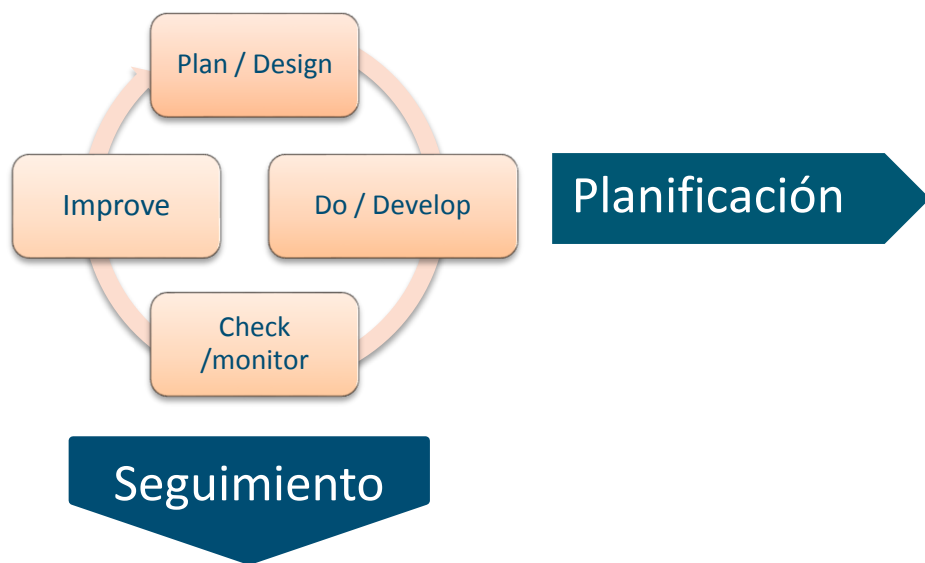 Plan / Design
Improve
Do / Develop
Planificación
Check
/monitor
Seguimiento